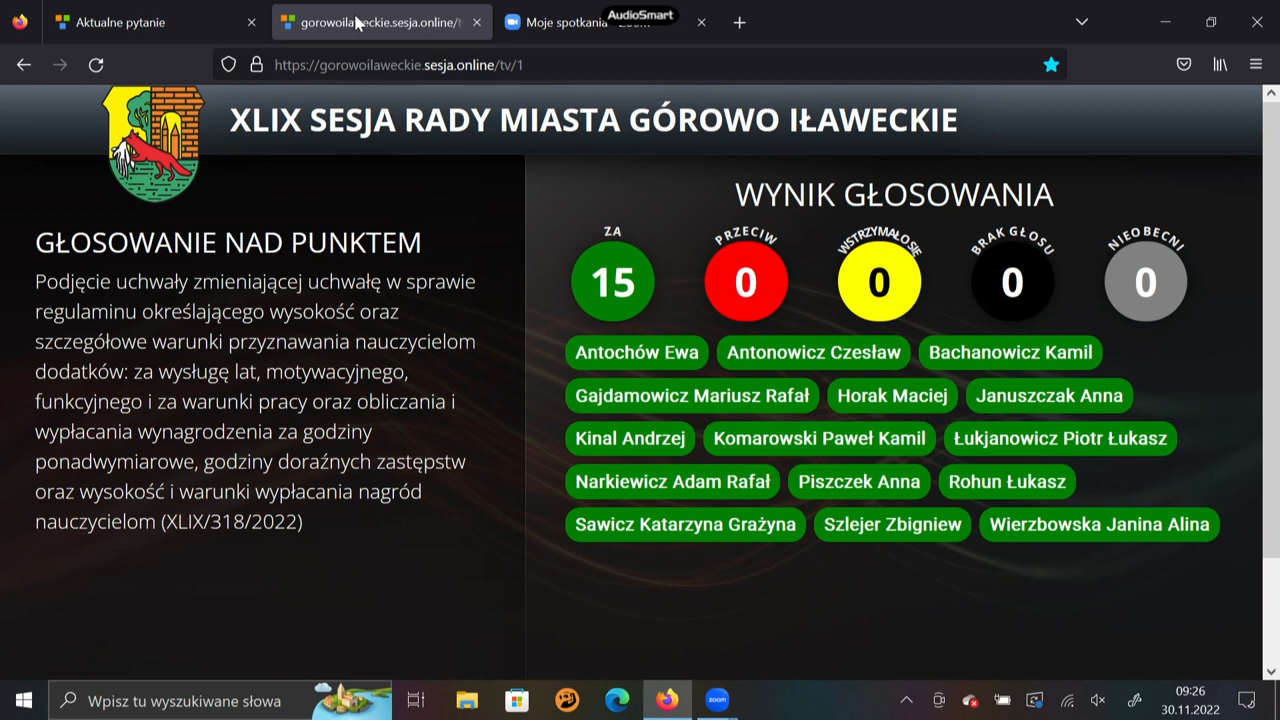 Aktualne pytanie
gorowoilaweckie.sesja.online/tv
Moje spotkania - Zoom
AudioSmart
https://gorowoilaweckie.sesja.online/tv/1
XLIX SESJA RADY MIASTA GÓROWO IŁAWECKIE
GŁOSOWANIE NAD PUNKTEM
Podjęcie uchwały zmieniającej uchwałę w sprawie
regulaminu określającego wysokość oraz
szczegółowe warunki przyznawania nauczycielom
dodatków: za wysługę lat, motywacyjnego,
funkcyjnego i za warunki pracy oraz obliczania i
wypłacania wynagrodzenia za godziny
ponadwymiarowe, godziny doraźnych zastępstw
oraz wysokość i warunki wypłacania nagród
nauczycielom (XLIX/318/2022)
WYNIK GŁOSOWANIA
ZA PRZECIW WSTRZYMAŁO SIĘ BRAK GŁOSU NIEOBECNI
15 0 0 0 0
Antochów Ewa Antonowicz Czesław Bachanowicz Kamil
Gajdamowicz Mariusz Rafał Horak Maciej Januszczak Anna
Kinal Andrzej Komarowski Paweł Kamil Łukjanowicz Piotr Łukasz
Narkiewicz Adam Rafał Piszczek Anna Rohun Łukasz
Sawicz Katarzyna Grażyna Szlejer Zbigniew Wierzbowska Janina Alina
Wpisz tu wyszukiwane słowa
zoom
09:26
30.11.2022